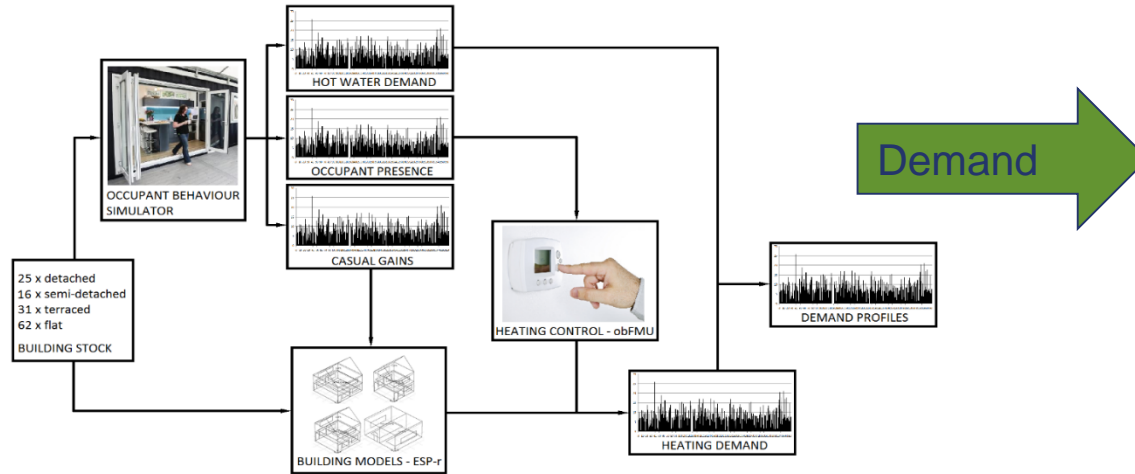 HOT WATER DEMAND
OCCUPANT PRESENCE
CASUAL GAINS
OCCUPANT BEHAVIOUR
SIMULATOR
25 x detached
16 x semi-detached
31 x terraced
62 x flat
BUILDING STOCK
BUILDING MODELS - ESP-r
HEATING CONTROL - obFMU
HEATING DEMAND
DEMAND PROFILES
Demand